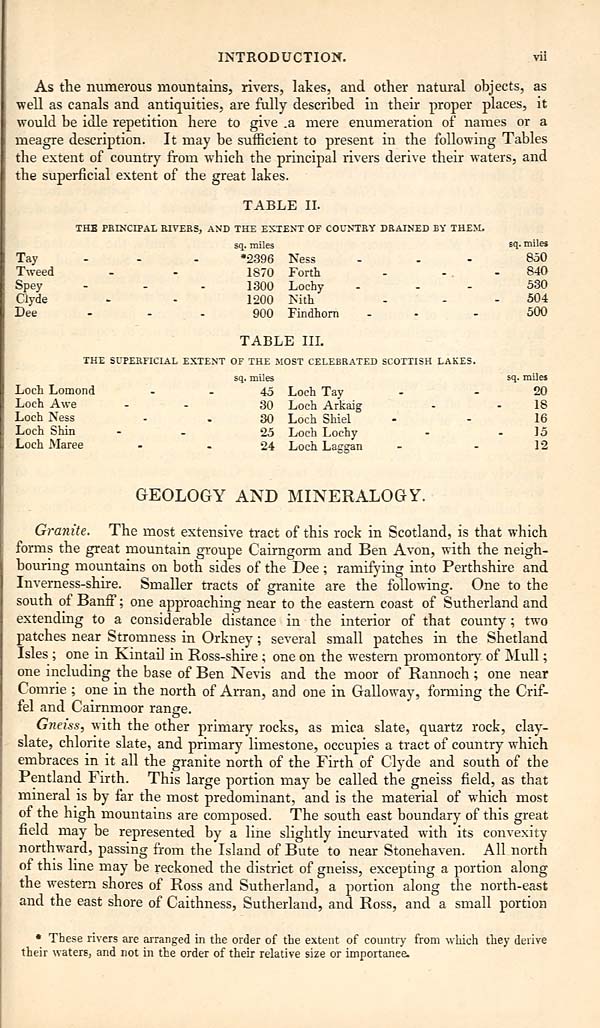 INTRODUCTION. vii
As the numerous mountains, rivers, lakes, and other natural objects, as
well as canals and antiquities, are fully described in their proper places, it
would be idle repetition here to give a mere enumeration of names or a
meagre description. It may be sufficient to present in the following Tables
the extent of country from which the principal rivers derive their waters, and
the superficial extent of the great lakes.
TABLE II.
THE PRINCIPAL RIVERS, AND THE EXTENT OF COUNTRY DRAINED BY THEM.
sq. miles sq. miles
Tay - - - *2396 Ness - - - 850
Tweed - - 1870 Forth - - - 840
Spey - - - 1300 Lochy - - - 530
Clyde - - 1200 Nith - - - 504
Dee - - - 900 Findhorn - - - 500
TABLE III.
THE SUPERFICIAL EXTENT OF THE MOST CELEBRATED SCOTTISH LAKES.
sq. miles sq. miles
Loch Lomond - - 45 Loch Tay - - 20
Loch Awe - - 30 Loch Arkaig - - 18
Loch Ness - - 30 Loch Shiel - - 16
Loch Shin - - 25 Loch Lochy - - 15
Loch Maree - - 24 Loch Laggan - - 12
GEOLOGY AND MINERALOGY.
Granite. The most extensive tract of this rock in Scotland, is that which
forms the great mountain groupe Cairngorm and Ben Avon, with the neigh-
bouring mountains on both sides of the Dee; ramifying into Perthshire and
Inverness-shire. Smaller tracts of granite are the following. One to the
south of Banff; one approaching near to the eastern coast of Sutherland and
extending to a considerable distance in the interior of that county; two
patches near Stromness in Orkney; several small patches in the Shetland
Isles; one in Kintail in Ross-shire; one on the western promontory of Mull;
one including the base of Ben Nevis and the moor of Rannoch; one near
Comrie; one in the north of Arran, and one in Galloway, forming the Crif-
fel and Cairnmoor range.
Gneiss, with the other primary rocks, as mica slate, quartz rock, clay-
slate, chlorite slate, and primary limestone, occupies a tract of country which
embraces in it all the granite north of the Firth of Clyde and south of the
Pentland Firth. This large portion may be called the gneiss field, as that
mineral is by far the most predominant, and is the material of which most
of the high mountains are composed. The south east boundary of this great
field may be represented by a line slightly incurvated with its convexity
northward, passing from the Island of Bute to near Stonehaven. All north
of this line may be reckoned the district of gneiss, excepting a portion along
the western shores of Ross and Sutherland, a portion along the north-east
and the east shore of Caithness, Sutherland, and Ross, and a small portion
* These rivers are arranged in the order of the extent of country from which they derive
their waters, and not in the order of their relative size or importance.